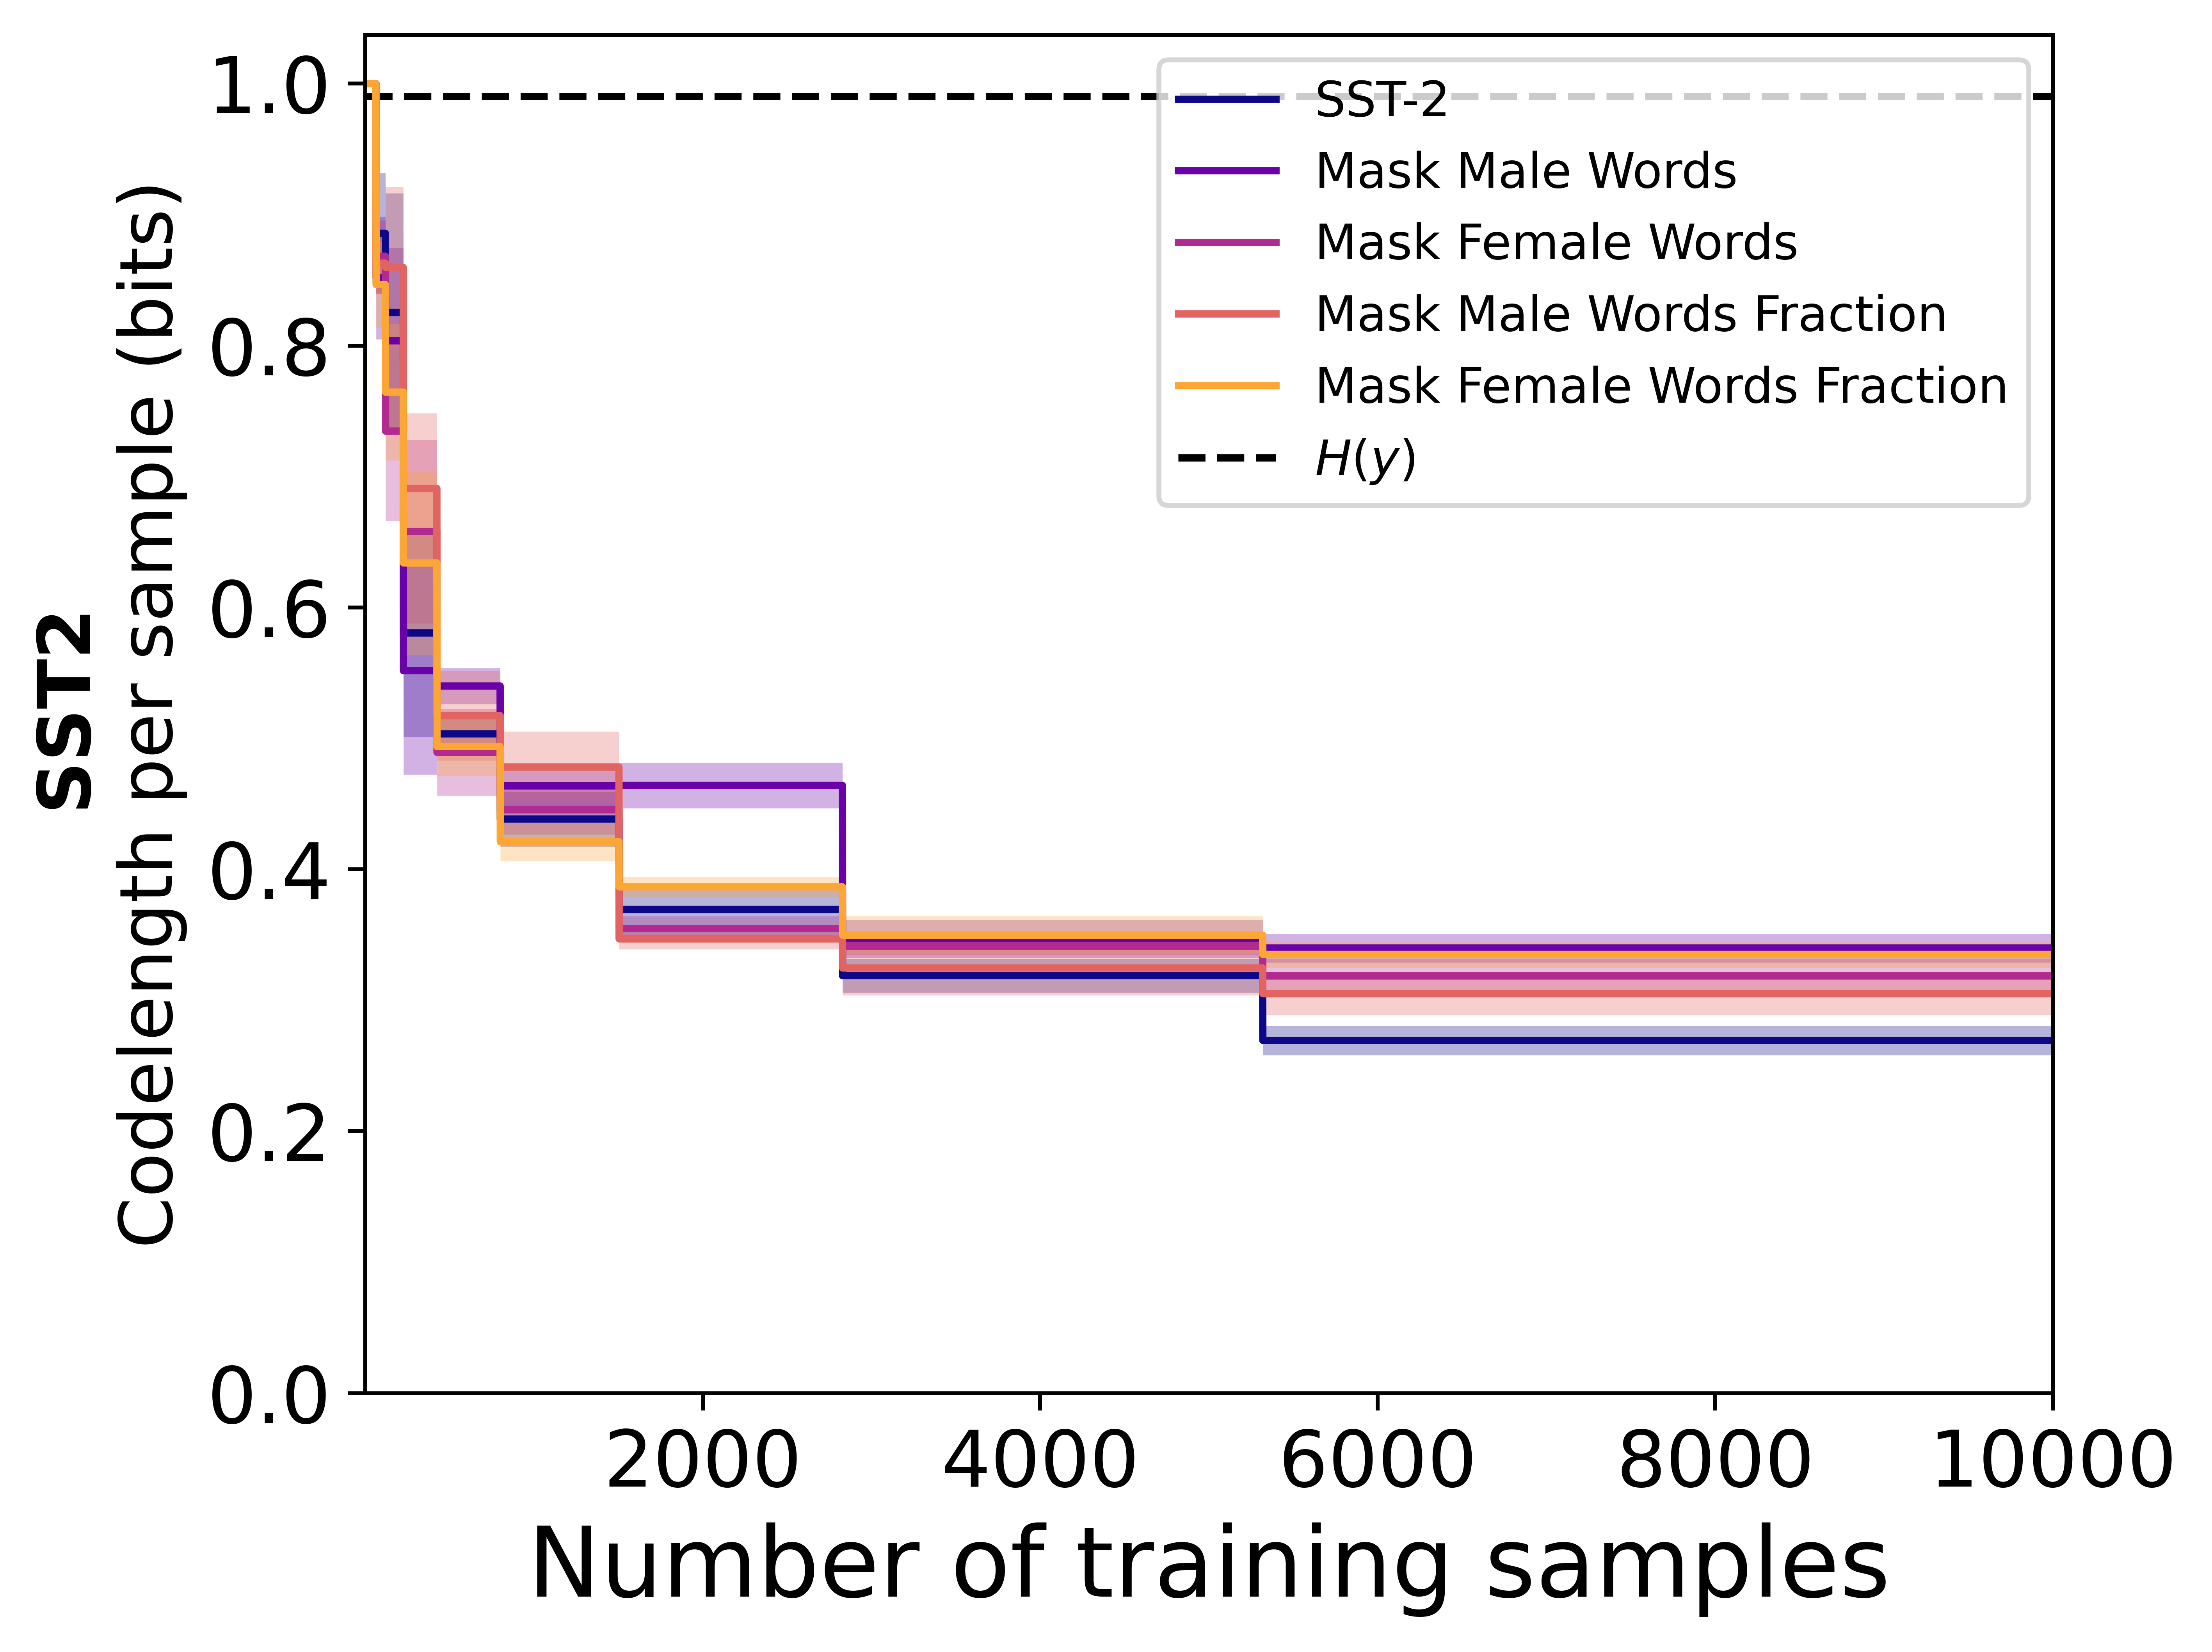 SST2
Codelength per sample (bits)
1.0
0.8
0.6
0.4
0.2
0.0
SST-2
Mask Male Words
Mask Female Words
Mask Male Words Fraction
Mask Female Words Fraction
H(y)
2000 4000 6000 8000 10000
Number of training samples